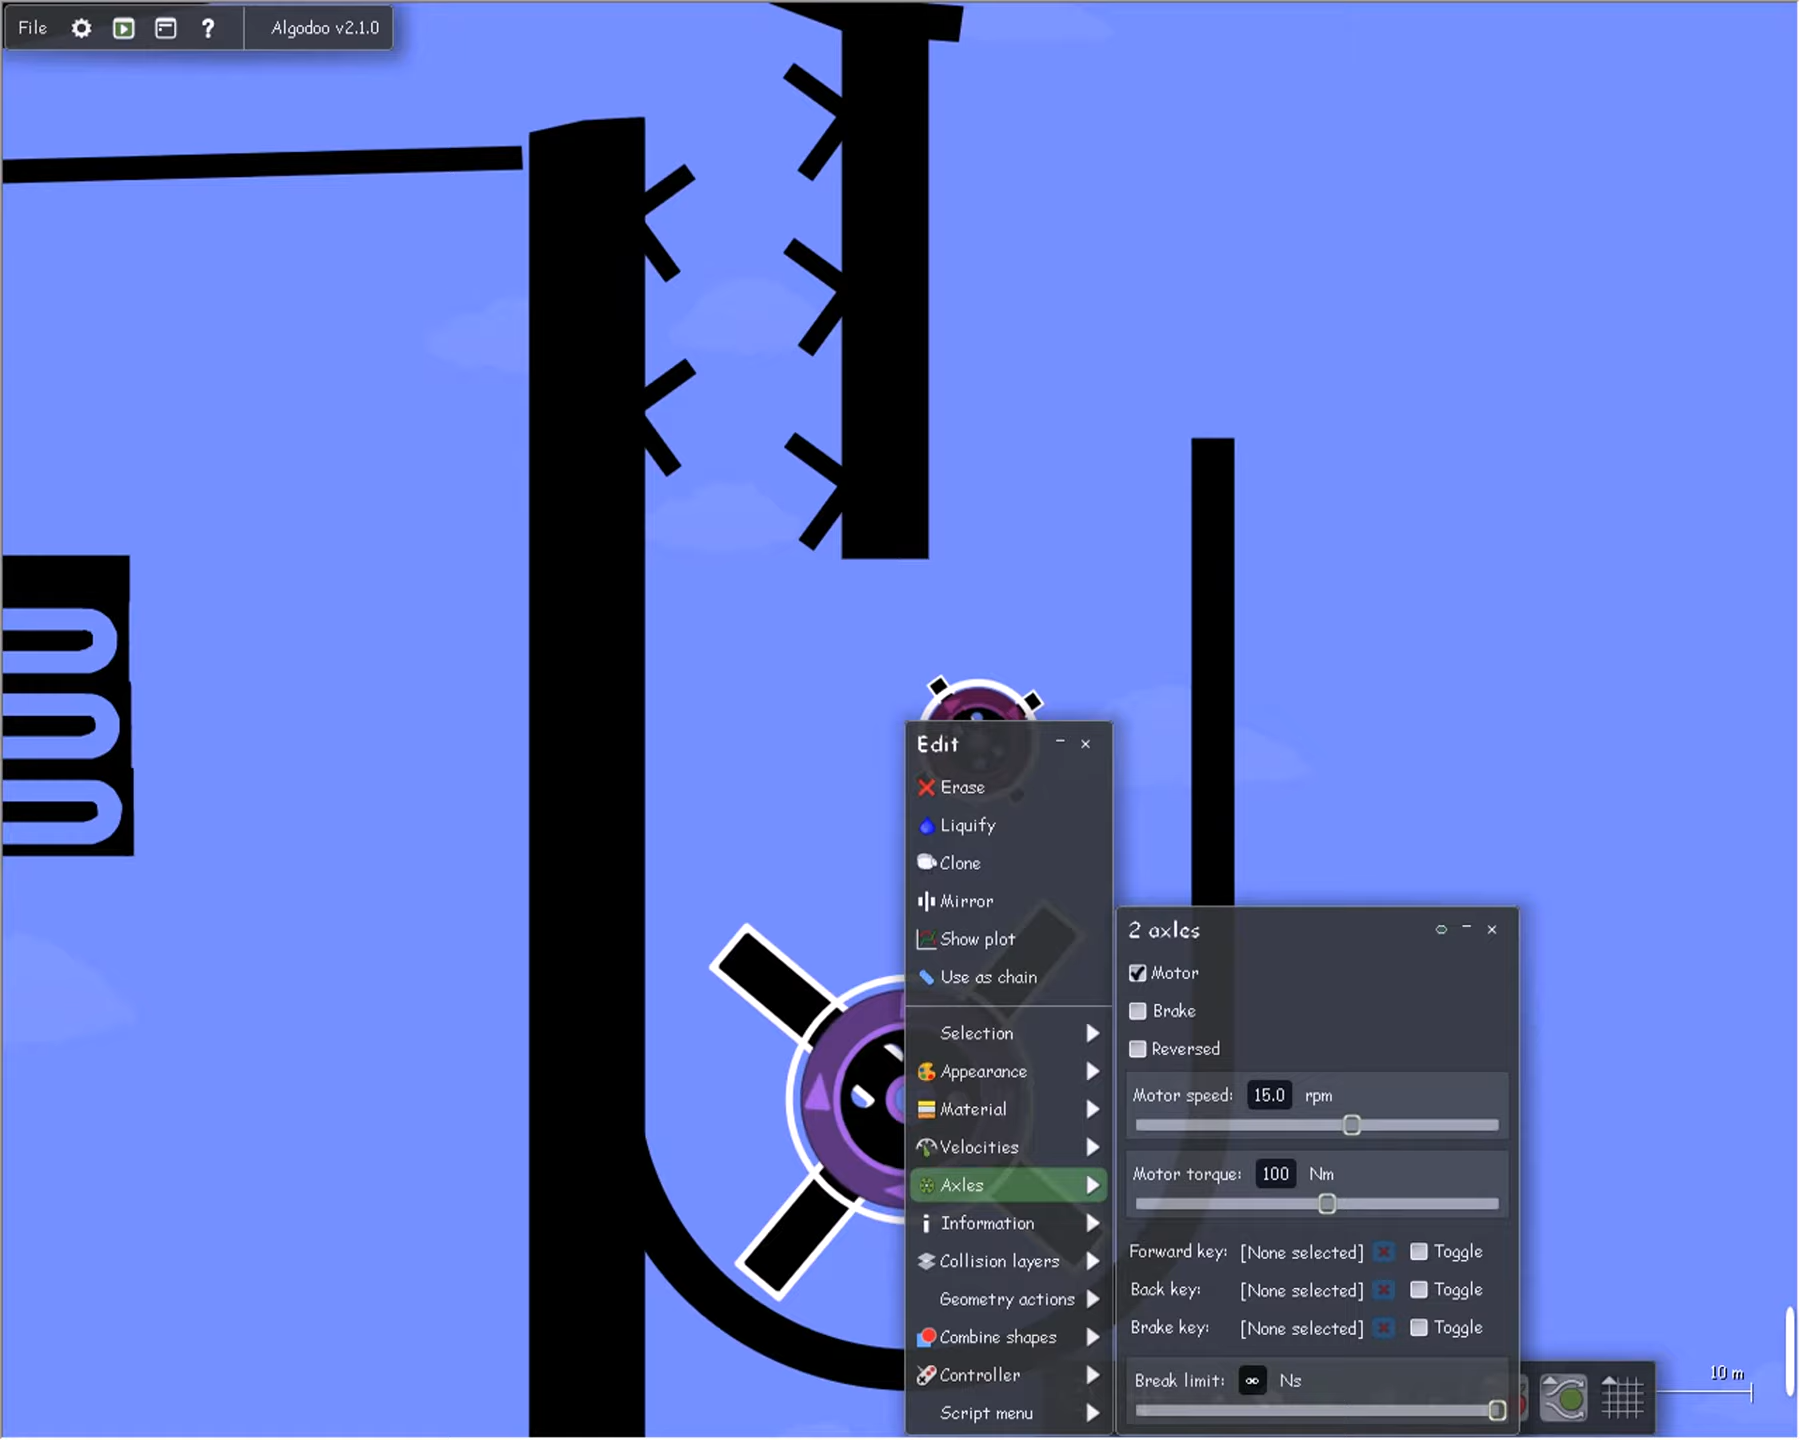 File ? Algodoo v2.1.0
Edit
Erase
Liquify
Clone
Mirror
Show plot
Use as chain
Selection
Appearance
Material
Velocities
Axles
Information
Collision layers
Geometry actions
Combine shapes
Controller
Script menu
2 axles
Motor
Brake
Reversed
Motor speed: 15.0 rpm
Motor torque: 100 Nm
Forward key: [None selected] Toggle
Back key: [None selected] Toggle
Brake key: [None selected] Toggle
Break limit: ∞ Ns
10 m